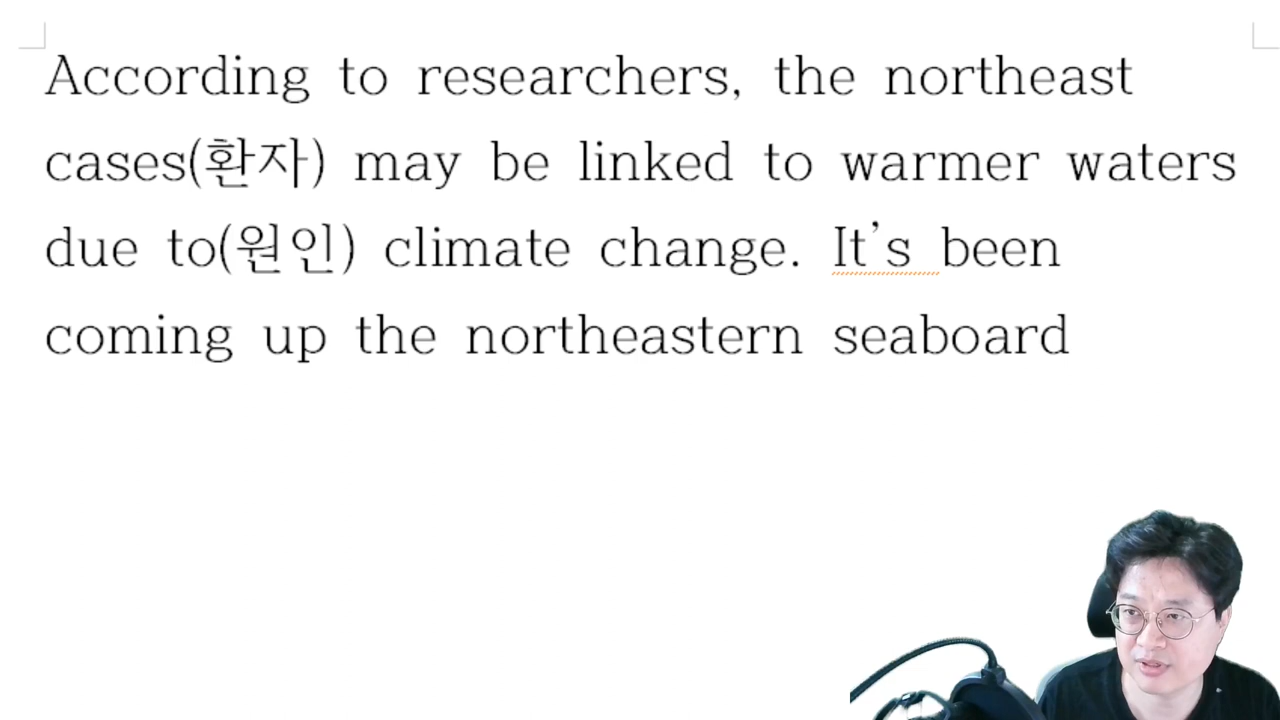 According to researchers, the northeast
cases(환자) may be linked to warmer waters
due to(원인) climate change. It’s been
coming up the northeastern seaboard